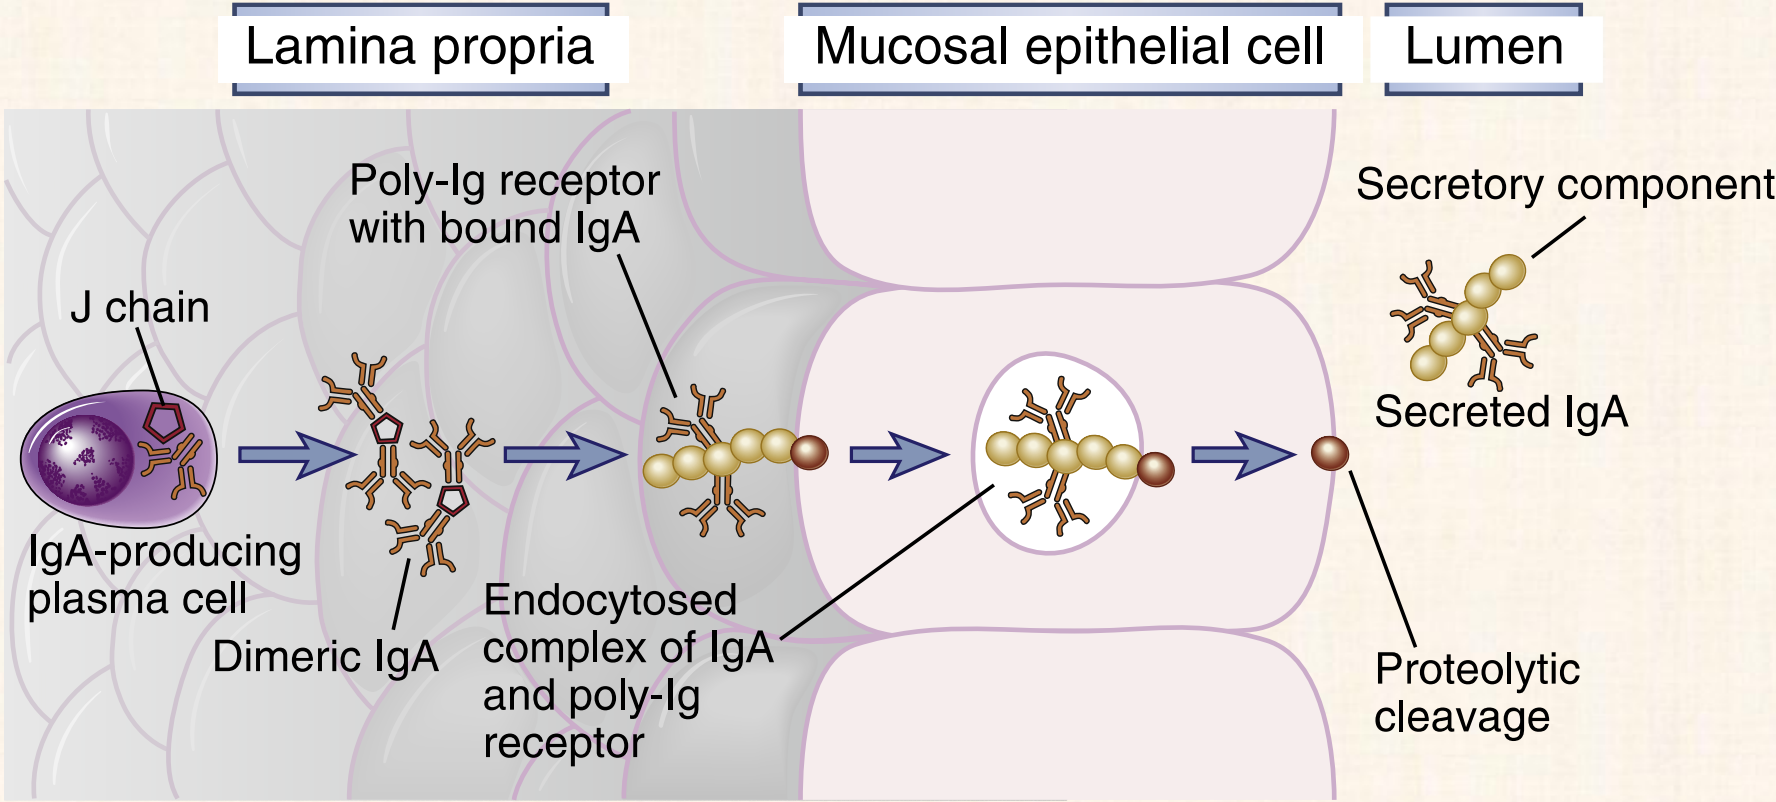 Lamina propria
Mucosal epithelial cell
Lumen
Poly-Ig receptor
with bound IgA
Secretory component
J chain
Secreted IgA
IgA-producing
plasma cell
Dimeric IgA
Endocytosed
complex of IgA
and poly-Ig
receptor
Proteolytic
cleavage